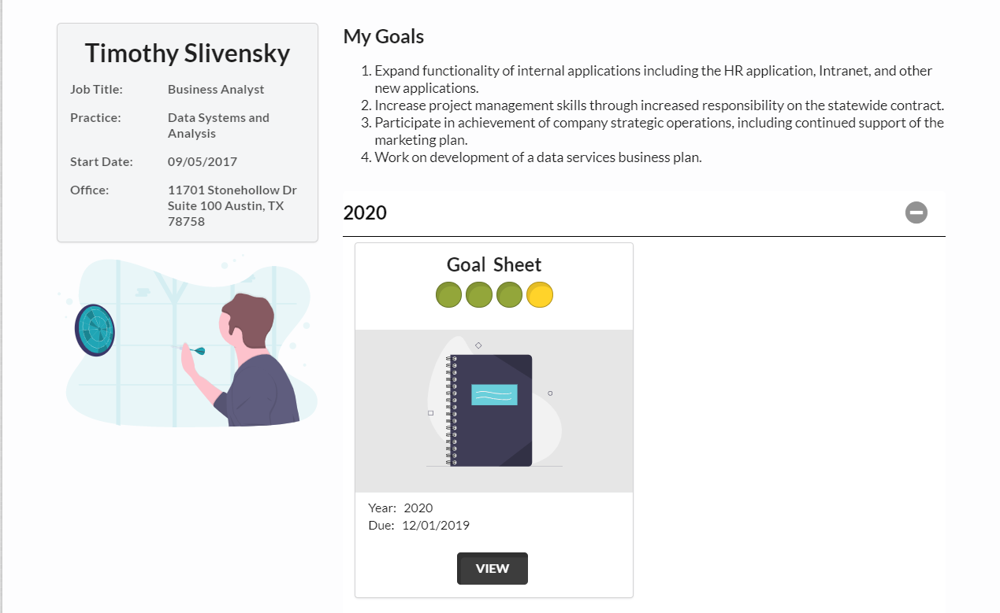 Timothy Slivensky
Job Title: Business Analyst
Practice: Data Systems and
Analysis
Start Date: 09/05/2017
Office: 11701 Stonehollow Dr
Suite 100 Austin, TX
78758
My Goals
1. Expand functionality of internal applications including the HR application, Intranet, and other
new applications.
2. Increase project management skills through increased responsibility on the statewide contract.
3. Participate in achievement of company strategic operations, including continued support of the
marketing plan.
4. Work on development of a data services business plan.
2020
Goal Sheet
Year: 2020
Due: 12/01/2019
VIEW